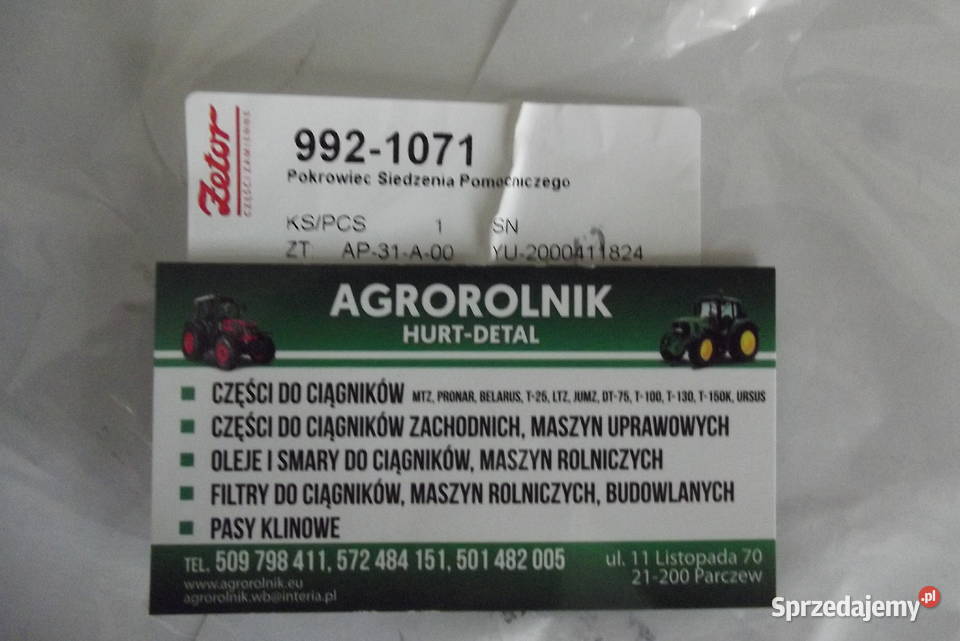 Zetor
CZĘŚCI ZAMIENNE
992-1071
Pokrowiec Siedzenia Pomocniczego
KS/PCS 1 SN
ZT AP-31-A-00 YU-2000411824
AGROROLNIK
HURT-DETAL
CZĘŚCI DO CIĄGNIKÓW MTZ, PRONAR, BELARUS, T-25, LTZ, JUMZ, DT-75, T-100, T-130, T-150K, URSUS
CZĘŚCI DO CIĄGNIKÓW ZACHODNICH, MASZYN UPRAWOWYCH
OLEJE I SMARY DO CIĄGNIKÓW, MASZYN ROLNICZYCH
FILTRY DO CIĄGNIKÓW, MASZYN ROLNICZYCH, BUDOWLANYCH
PASY KLINOWE
TEL. 509 798 411, 572 484 151, 501 482 005
ul. 11 Listopada 70
21-200 Parczew
www.agrorolnik.eu
agrorolnik.wb@interia.pl
Sprzedajemy.pl